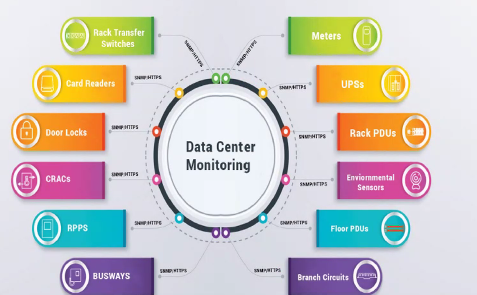 Rack Transfer
Switches
SNMP/HTTPS
SNMP/HTTPS
Meters
Card Readers
SNMP/HTTPS
SNMP/HTTPS
UPSs
Door Locks
SNMP/HTTPS
SNMP/HTTPS
Rack PDUs
Data Center
Monitoring
CRACs
SNMP/HTTPS
SNMP/HTTPS
Enviornmental
Sensors
RPPS
SNMP/HTTPS
SNMP/HTTPS
Floor PDUs
BUSWAYS
SNMP/HTTPS
SNMP/HTTPS
Branch Circuits